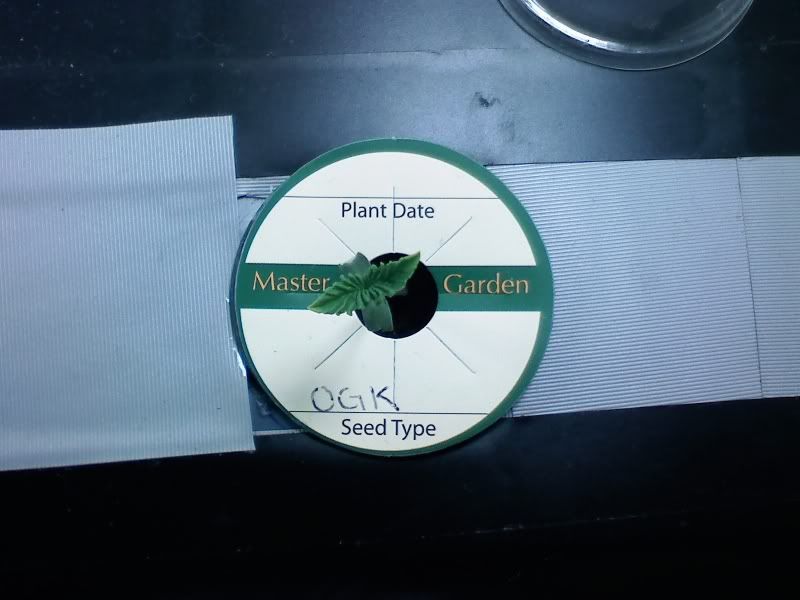 Plant Date
Master Garden
OGK
Seed Type